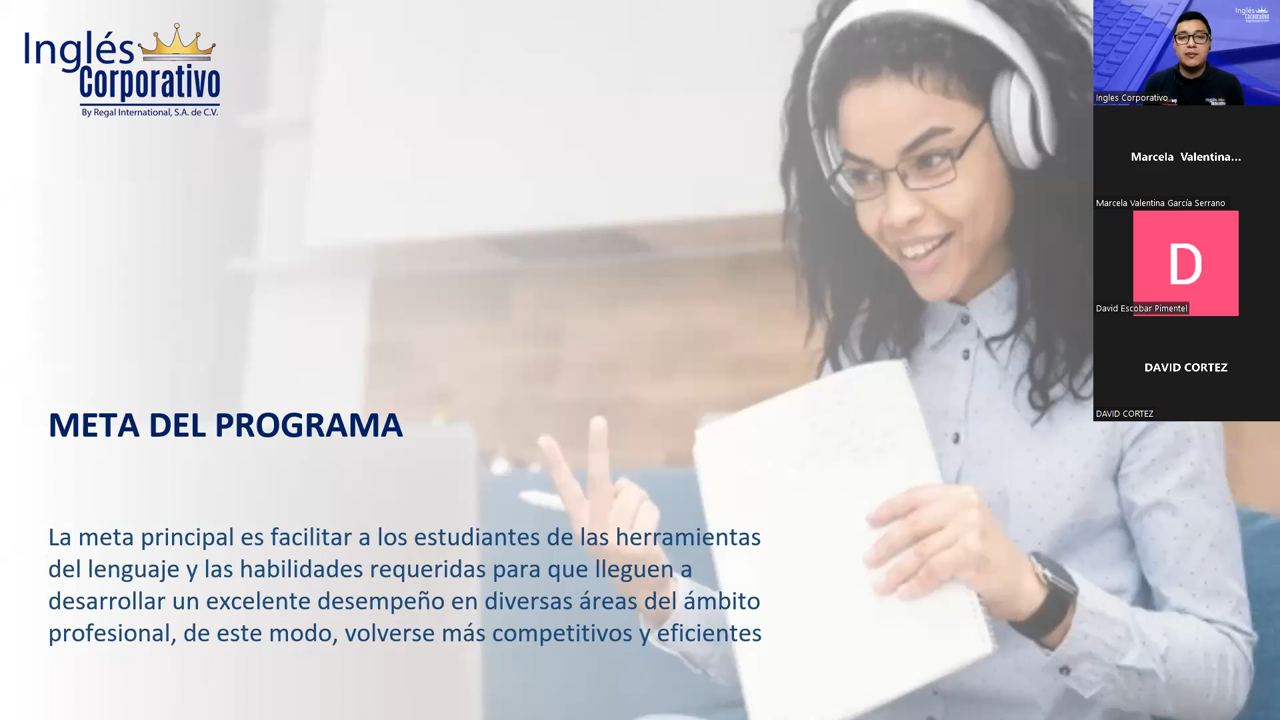 Inglés
Corporativo
By Regal International, S.A. de C.V.
META DEL PROGRAMA
La meta principal es facilitar a los estudiantes de las herramientas
del lenguaje y las habilidades requeridas para que lleguen a
desarrollar un excelente desempeño en diversas áreas del ámbito
profesional, de este modo, volverse más competitivos y eficientes
Inglés
Corporativo
Ingles Corporativo
Marcela Valentina...
Marcela Valentina García Serrano
D
David Escobar Pimentel
DAVID CORTEZ
DAVID CORTEZ